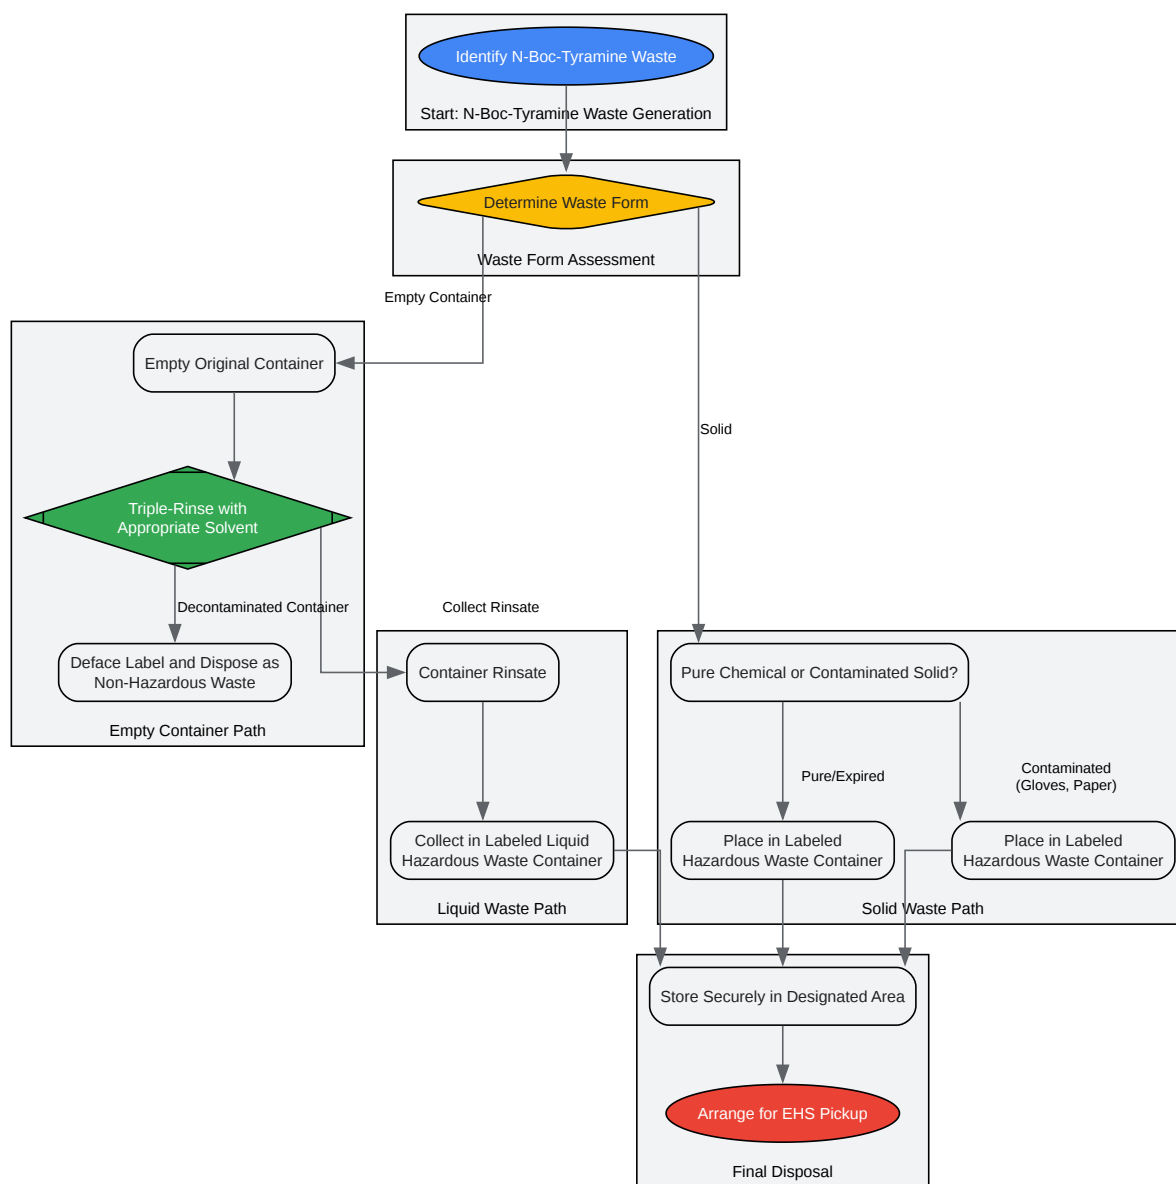 Identify N-Boc-Tyramine Waste
Start: N-Boc-Tyramine Waste Generation
Determine Waste Form
Waste Form Assessment
Empty Container
Empty Original Container
Solid
Triple-Rinse with
Appropriate Solvent
Decontaminated Container
Collect Rinsate
Deface Label and Dispose as
Non-Hazardous Waste
Empty Container Path
Container Rinsate
Pure Chemical or Contaminated Solid?
Pure/Expired
Contaminated
(Gloves, Paper)
Collect in Labeled Liquid
Hazardous Waste Container
Place in Labeled
Hazardous Waste Container
Place in Labeled
Hazardous Waste Container
Liquid Waste Path
Solid Waste Path
Store Securely in Designated Area
Arrange for EHS Pickup
Final Disposal